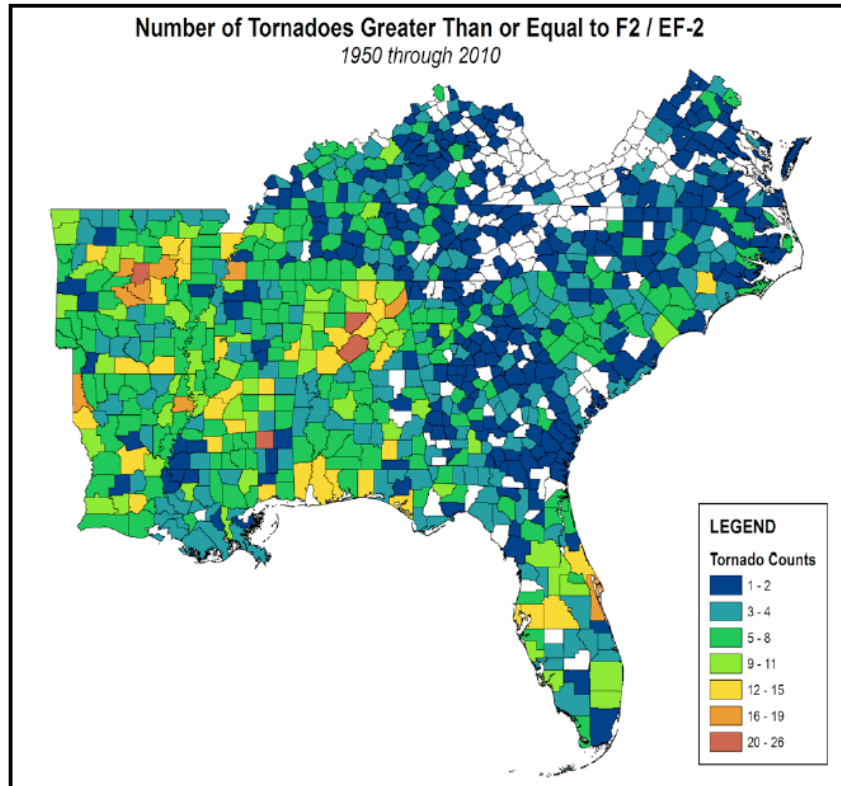 Number of Tornadoes Greater Than or Equal to F2 / EF-2
1950 through 2010
LEGEND
Tornado Counts
1 - 2
3 - 4
5 - 8
9 - 11
12 - 15
16 - 19
20 - 26